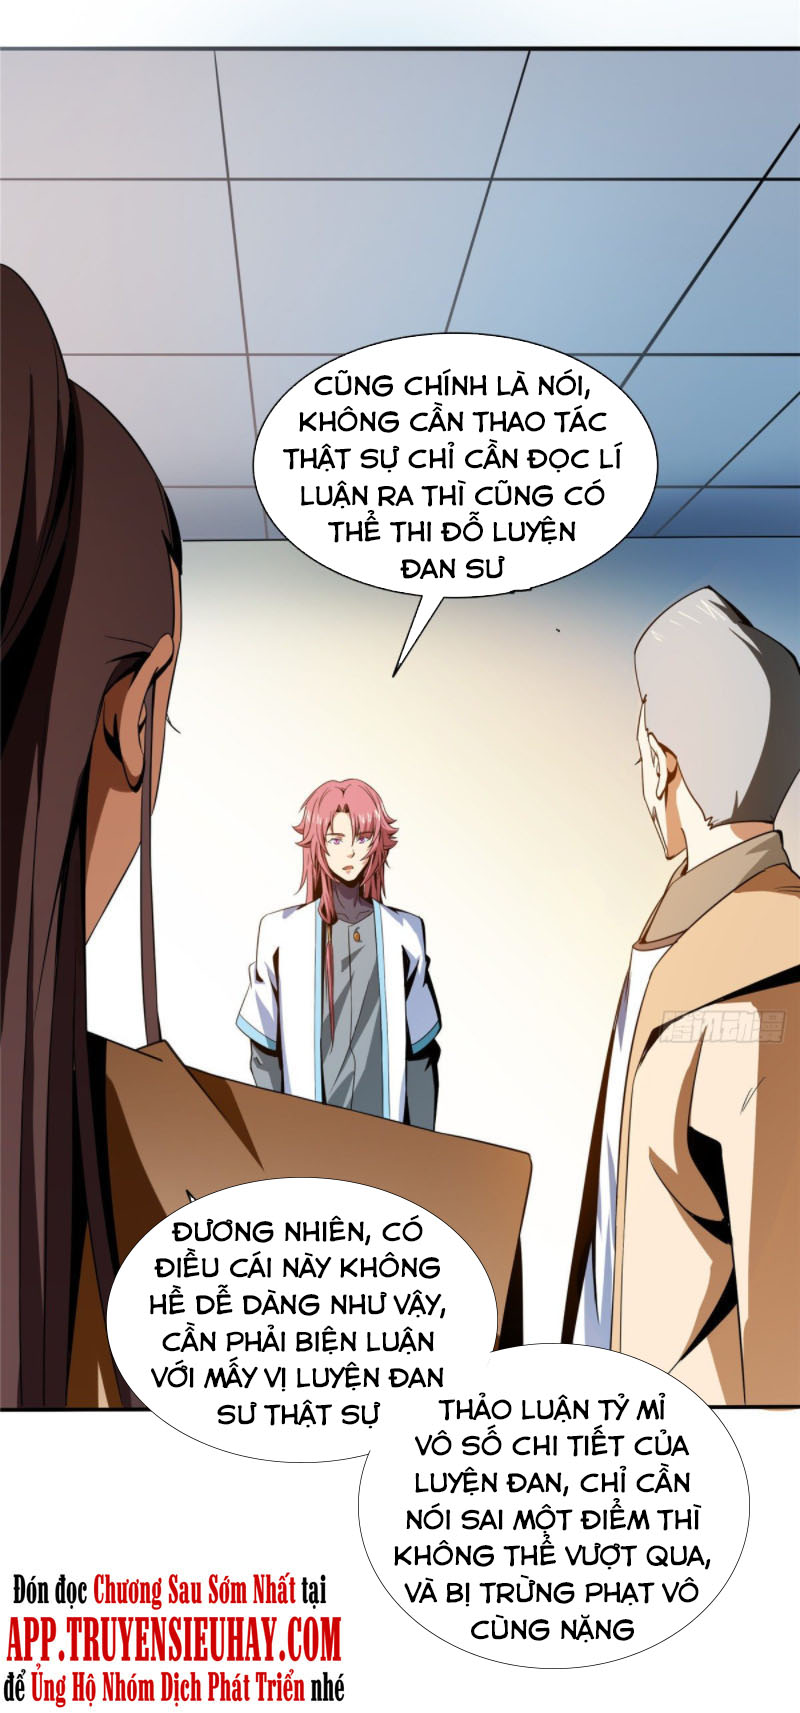 CŨNG CHÍNH LÀ NÓI,
KHÔNG CẦN THAO TÁC
THẬT SỰ CHỈ CẦN ĐỌC LÍ
LUẬN RA THÌ CŨNG CÓ
THỂ THI ĐỖ LUYỆN
ĐAN SƯ
腾讯动漫
ĐƯƠNG NHIÊN, CÓ
ĐIỀU CÁI NÀY KHÔNG
HỀ DỄ DÀNG NHƯ VẬY,
CẦN PHẢI BIỆN LUẬN
VỚI MẤY VỊ LUYỆN ĐAN
SƯ THẬT SỰ
THẢO LUẬN TỶ MỈ
VÔ SỐ CHI TIẾT CỦA
LUYỆN ĐAN, CHỈ CẦN
NÓI SAI MỘT ĐIỂM THÌ
KHÔNG THỂ VƯỢT QUA,
VÀ BỊ TRỪNG PHẠT VÔ
CÙNG NẶNG
Đón đọc Chương Sau Sớm Nhất tại
APP.TRUYENSIEUHAY.COM
để Ủng Hộ Nhóm Dịch Phát Triển nhé